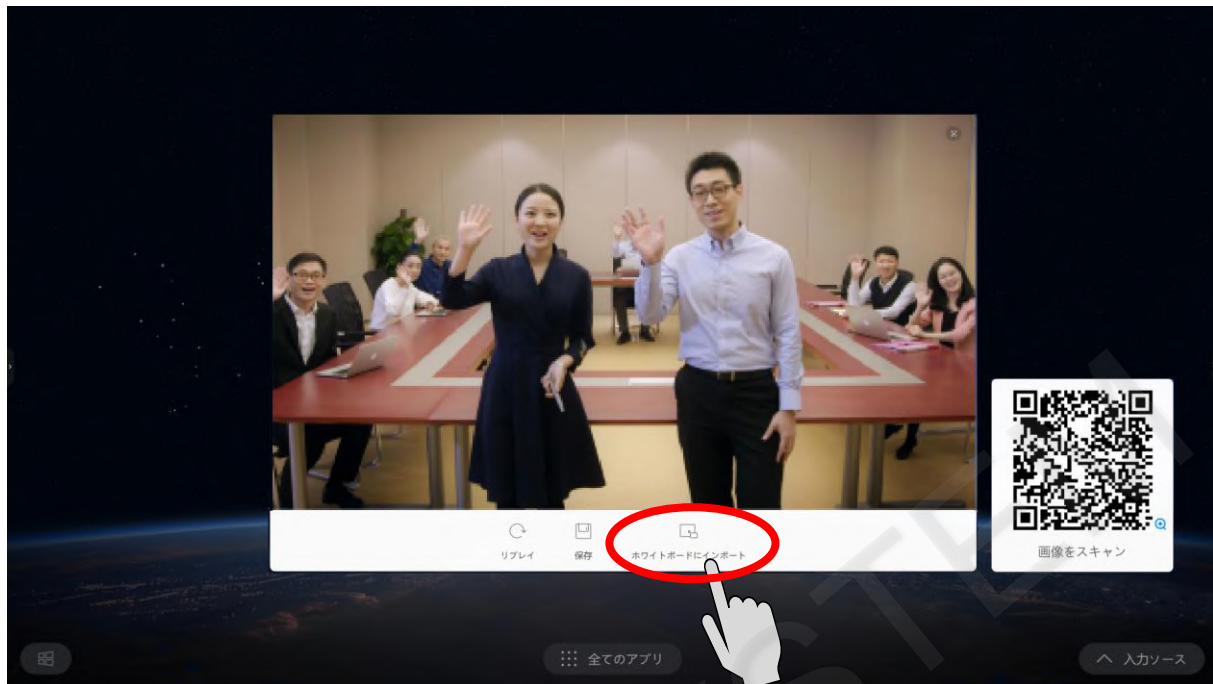 リプレイ
保存
ホワイトボードにインポート
画像をスキャン
全てのアプリ
入力ソース